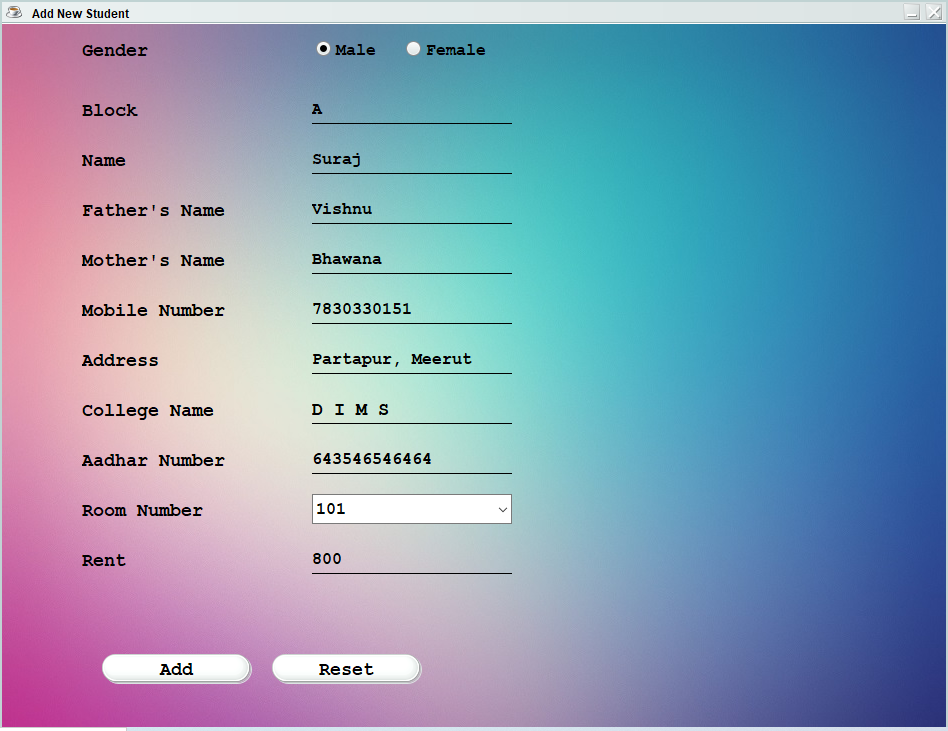 Add New Student
Gender Male Female
Block A
Name Suraj
Father's Name Vishnu
Mother's Name Bhawana
Mobile Number 7830330151
Address Partapur, Meerut
College Name D I M S
Aadhar Number 643546546464
Room Number 101
Rent 800
Add Reset